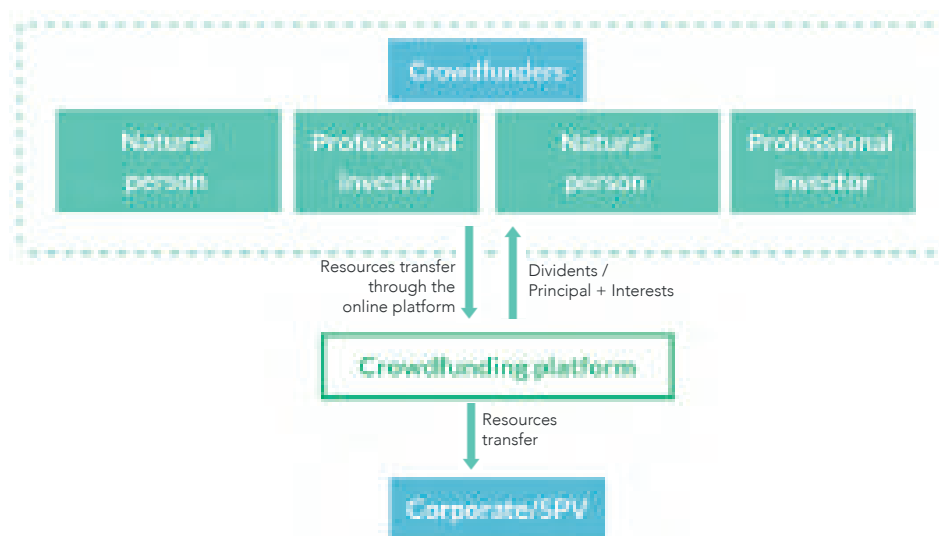 Crowdfunders
Natural
person
Professional
investor
Natural
person
Professional
investor
Resources transfer
through the
online platform
Dividents /
Principal + Interests
Crowdfunding platform
Resources
transfer
Corporate/SPV